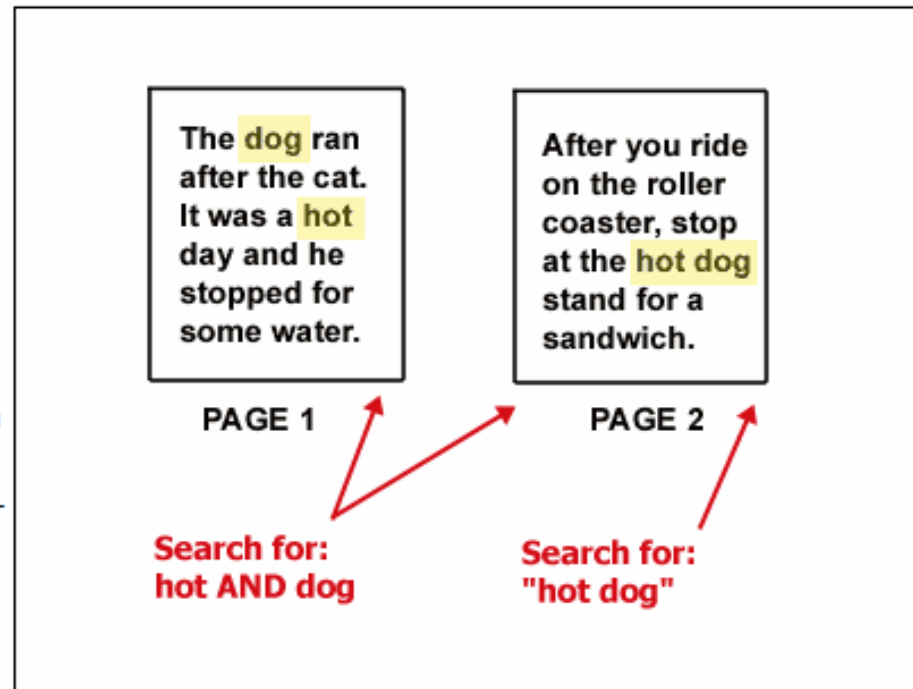 The dog ran
after the cat.
It was a hot
day and he
stopped for
some water.
PAGE 1
After you ride
on the roller
coaster, stop
at the hot dog
stand for a
sandwich.
PAGE 2
Search for:
hot AND dog
Search for:
"hot dog"